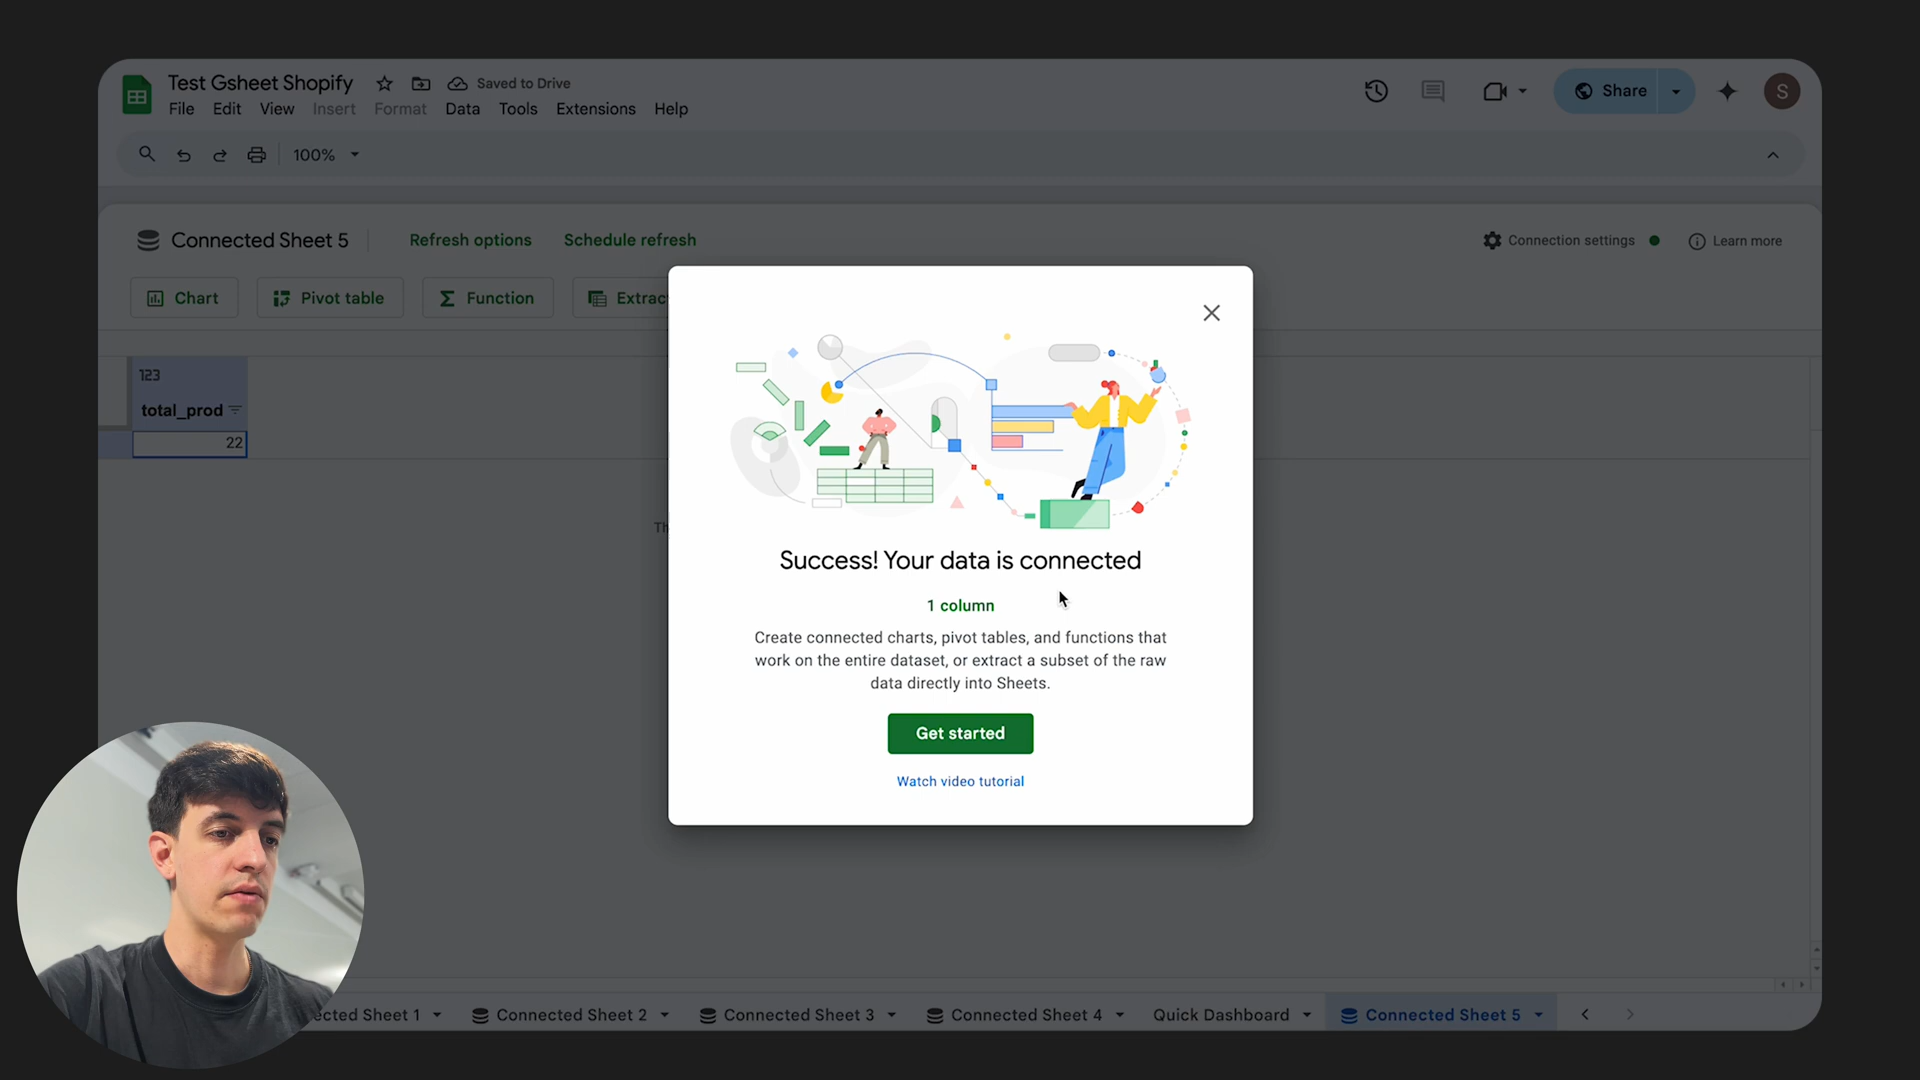 Test Gsheet Shopify
Saved to Drive
File Edit View Insert Format Data Tools Extensions Help
Share
S
100%
Connected Sheet 5
Refresh options
Schedule refresh
Connection settings
Learn more
Chart
Pivot table
Function
Extrac
123
total_prod
22
Th
Success! Your data is connected
1 column
Create connected charts, pivot tables, and functions that
work on the entire dataset, or extract a subset of the raw
data directly into Sheets.
Get started
Watch video tutorial
ected Sheet 1
Connected Sheet 2
Connected Sheet 3
Connected Sheet 4
Quick Dashboard
Connected Sheet 5